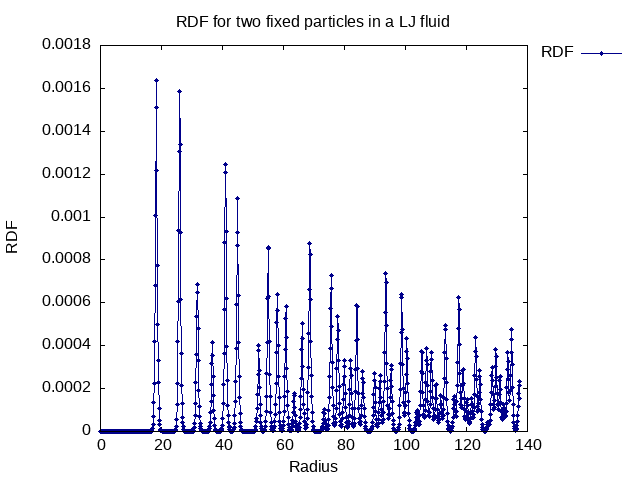 RDF for two fixed particles in a LJ fluid
RDF
0.0018
0.0016
0.0014
0.0012
0.001
0.0008
0.0006
0.0004
0.0002
0
RDF
0 20 40 60 80 100 120 140
Radius